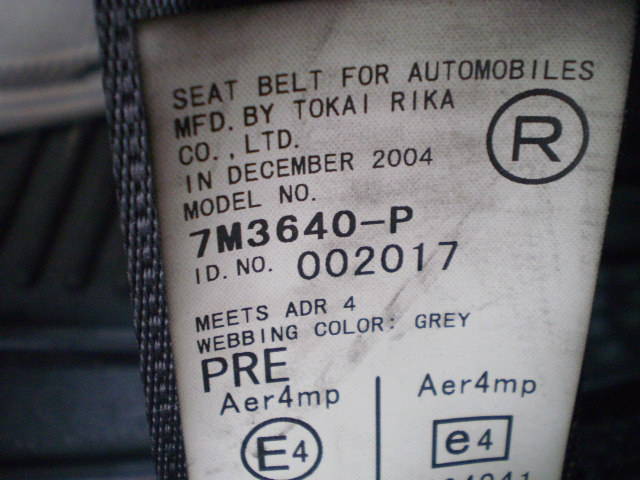 SEAT BELT FOR AUTOMOBILES
MFD. BY TOKAI RIKA
CO., LTD.
IN DECEMBER 2004
MODEL NO.
7M3640-P
ID. NO. 002017
R
MEETS ADR 4
WEBBING COLOR: GREY
PRE
Aer4mp Aer4mp
E4 e4